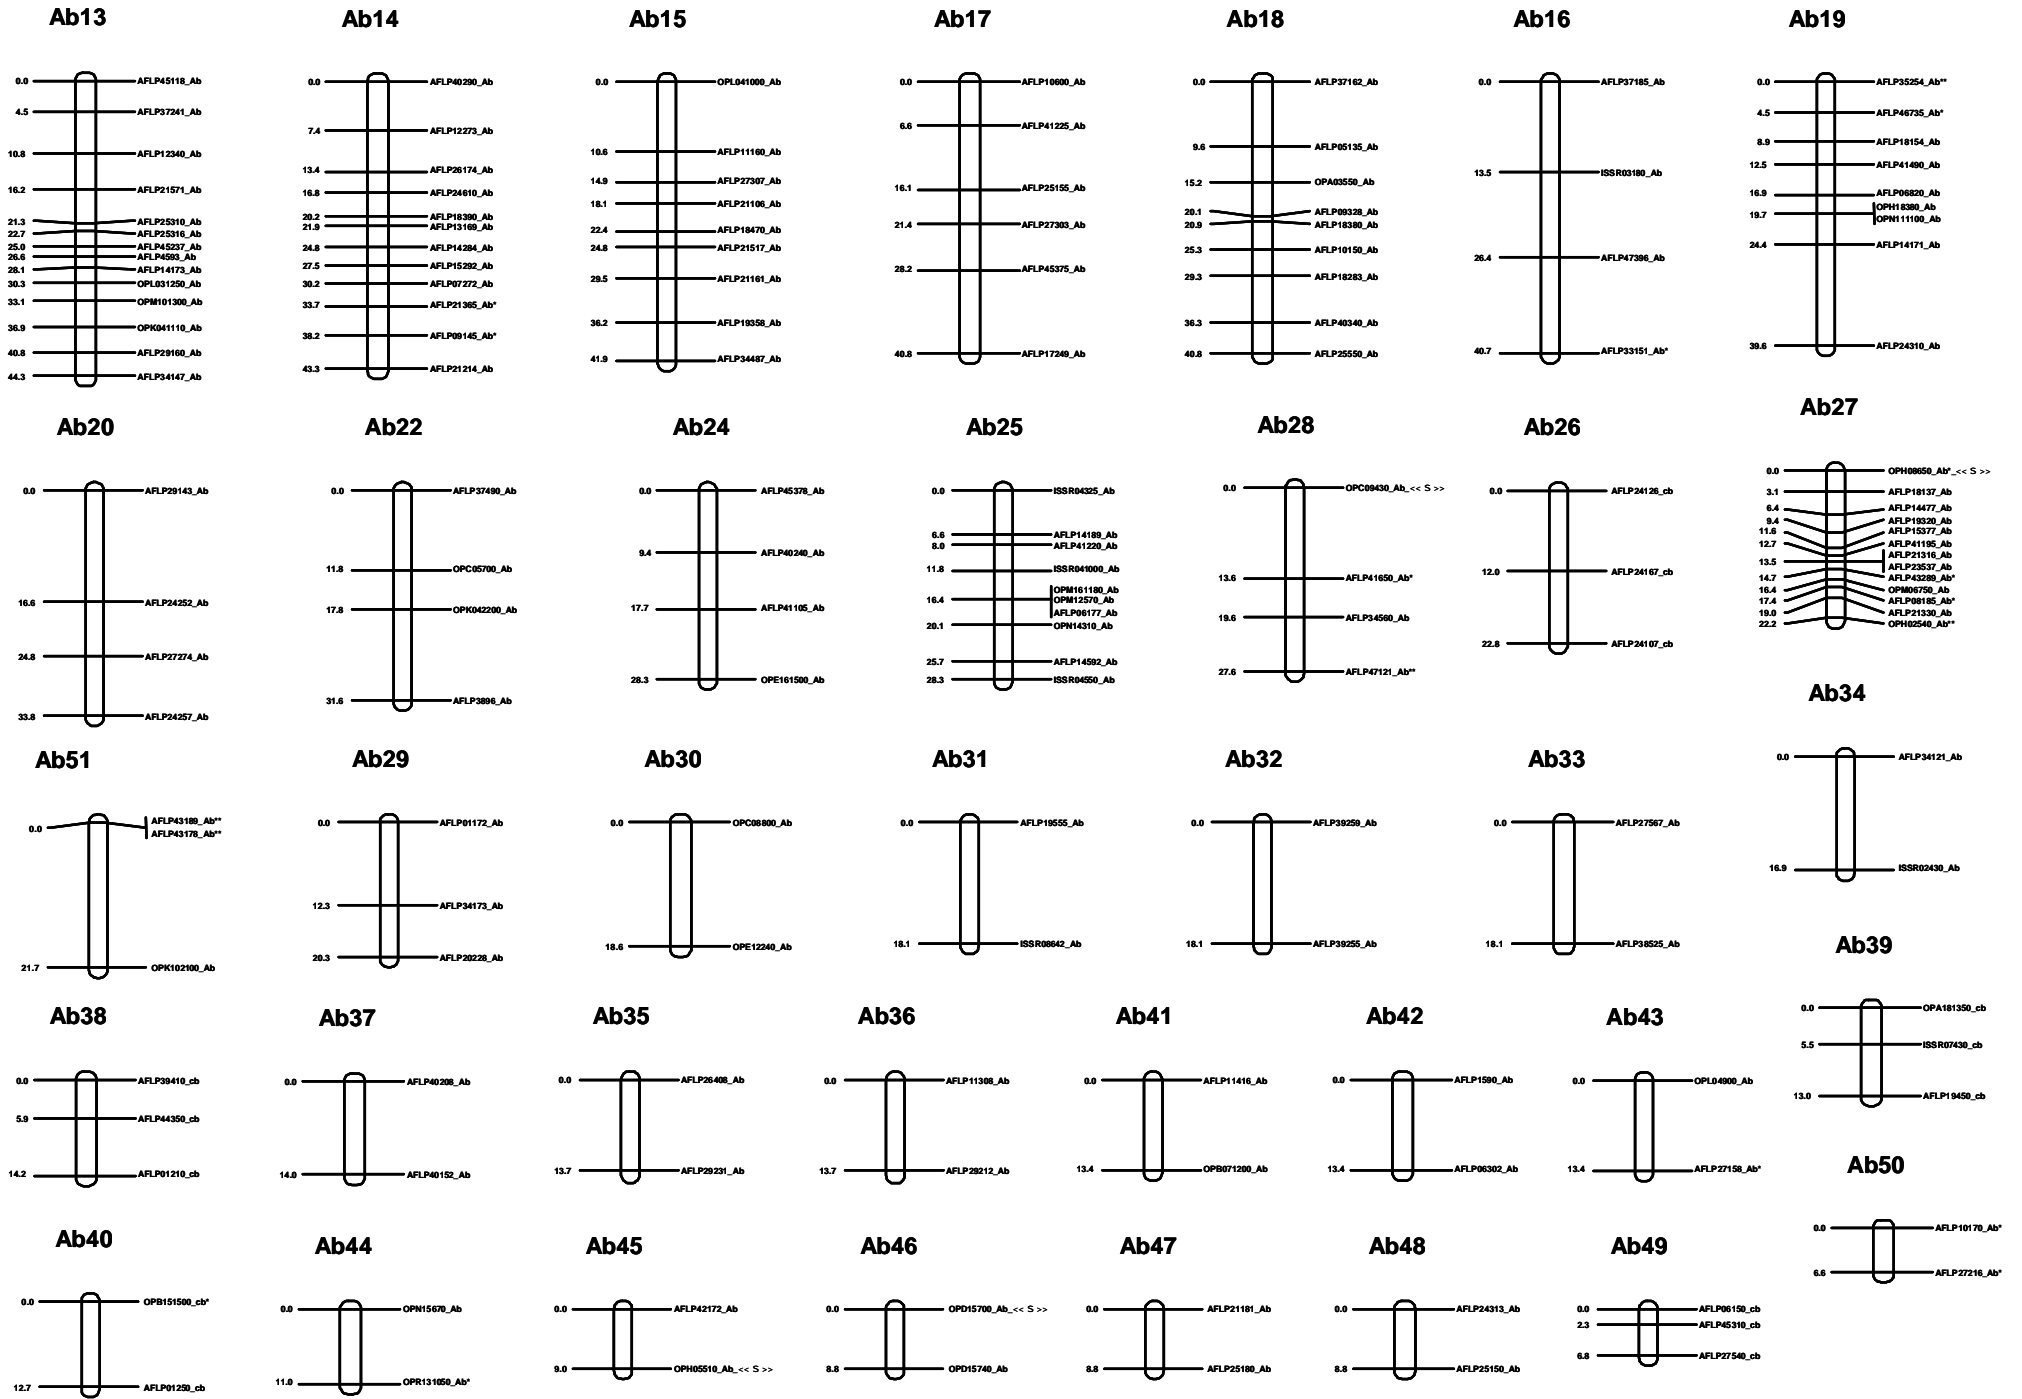 Ab13
0.0 AFLP45118_Ab
4.5 AFLP37241_Ab
10.8 AFLP12340_Ab
16.2 AFLP21571_Ab
21.3 AFLP25310_Ab
22.7 AFLP25316_Ab
25.0 AFLP45237_Ab
26.6 AFLP4593_Ab
28.1 AFLP14173_Ab
30.3 OPL031250_Ab
33.1 OPM101300_Ab
36.9 OPK041110_Ab
40.8 AFLP29160_Ab
44.3 AFLP34147_Ab
Ab14
0.0 AFLP40290_Ab
7.4 AFLP12273_Ab
13.4 AFLP26174_Ab
16.8 AFLP24610_Ab
20.2 AFLP18390_Ab
21.9 AFLP13169_Ab
24.8 AFLP14284_Ab
27.5 AFLP15292_Ab
30.2 AFLP07272_Ab
33.7 AFLP21365_Ab*
38.2 AFLP09145_Ab*
43.3 AFLP21214_Ab
Ab15
0.0 OPL041000_Ab
10.6 AFLP11160_Ab
14.9 AFLP27307_Ab
18.1 AFLP21106_Ab
22.4 AFLP18470_Ab
24.8 AFLP21517_Ab
29.5 AFLP21161_Ab
36.2 AFLP19358_Ab
41.9 AFLP34487_Ab
Ab17
0.0 AFLP10600_Ab
6.6 AFLP41225_Ab
16.1 AFLP25155_Ab
21.4 AFLP27303_Ab
28.2 AFLP45375_Ab
40.8 AFLP17249_Ab
Ab18
0.0 AFLP37162_Ab
9.6 AFLP05135_Ab
15.2 OPA03550_Ab
20.1 AFLP09328_Ab
20.9 AFLP18380_Ab
25.3 AFLP10150_Ab
29.3 AFLP18283_Ab
36.3 AFLP40340_Ab
40.8 AFLP25550_Ab
Ab16
0.0 AFLP37185_Ab
13.5 ISSR03180_Ab
26.4 AFLP47396_Ab
40.7 AFLP33151_Ab*
Ab19
0.0 AFLP35254_Ab**
4.5 AFLP46735_Ab*
8.9 AFLP18154_Ab
12.5 AFLP41490_Ab
16.9 AFLP06820_Ab
19.7 OPH18380_Ab
OPN111100_Ab
24.4 AFLP14171_Ab
39.6 AFLP24310_Ab
Ab20
0.0 AFLP29143_Ab
16.6 AFLP24252_Ab
24.8 AFLP27274_Ab
33.8 AFLP24257_Ab
Ab22
0.0 AFLP37490_Ab
11.8 OPC05700_Ab
17.8 OPK042200_Ab
31.6 AFLP3896_Ab
Ab24
0.0 AFLP45378_Ab
9.4 AFLP40240_Ab
17.7 AFLP41105_Ab
28.3 OPE161500_Ab
Ab25
0.0 ISSR04325_Ab
6.6 AFLP14189_Ab
8.0 AFLP41220_Ab
11.8 ISSR041000_Ab
OPM161180_Ab
16.4 OPM12570_Ab
AFLP06177_Ab
20.1 OPN14310_Ab
25.7 AFLP14592_Ab
28.3 ISSR04550_Ab
Ab28
0.0 OPC09430_Ab_<< S >>
13.6 AFLP41650_Ab*
19.6 AFLP34560_Ab
27.6 AFLP47121_Ab**
Ab26
0.0 AFLP24126_cb
12.0 AFLP24167_cb
22.8 AFLP24107_cb
Ab27
0.0 OPH08650_Ab*_<< S >>
3.1 AFLP18137_Ab
6.4 AFLP14477_Ab
9.4 AFLP19320_Ab
11.6 AFLP15377_Ab
12.7 AFLP41195_Ab
13.5 AFLP21316_Ab
AFLP23537_Ab
14.7 AFLP43289_Ab*
16.4 OPM06750_Ab
17.4 AFLP08185_Ab*
19.0 AFLP21330_Ab
22.2 OPH02540_Ab**
Ab34
0.0 AFLP34121_Ab
16.9 ISSR02430_Ab
Ab51
0.0 AFLP43189_Ab**
AFLP43178_Ab**
21.7 OPK102100_Ab
Ab29
0.0 AFLP01172_Ab
12.3 AFLP34173_Ab
20.3 AFLP20228_Ab
Ab30
0.0 OPC08800_Ab
18.6 OPE12240_Ab
Ab31
0.0 AFLP19555_Ab
18.1 ISSR08642_Ab
Ab32
0.0 AFLP39259_Ab
18.1 AFLP39255_Ab
Ab33
0.0 AFLP27567_Ab
18.1 AFLP38525_Ab
Ab39
0.0 OPA181350_cb
5.5 ISSR07430_cb
13.0 AFLP19450_cb
Ab38
0.0 AFLP39410_cb
5.9 AFLP44350_cb
14.2 AFLP01210_cb
Ab37
0.0 AFLP40208_Ab
14.0 AFLP40152_Ab
Ab35
0.0 AFLP26408_Ab
13.7 AFLP29231_Ab
Ab36
0.0 AFLP11308_Ab
13.7 AFLP29212_Ab
Ab41
0.0 AFLP11416_Ab
13.4 OPB071200_Ab
Ab42
0.0 AFLP1590_Ab
13.4 AFLP06302_Ab
Ab43
0.0 OPL04900_Ab
13.4 AFLP27158_Ab*
Ab50
0.0 AFLP10170_Ab*
6.6 AFLP27216_Ab*
Ab40
0.0 OPB151500_cb*
12.7 AFLP01250_cb
Ab44
0.0 OPN15670_Ab
11.0 OPR131050_Ab*
Ab45
0.0 AFLP42172_Ab
9.0 OPH05510_Ab_<< S >>
Ab46
0.0 OPD15700_Ab_<< S >>
8.8 OPD15740_Ab
Ab47
0.0 AFLP21181_Ab
8.8 AFLP25180_Ab
Ab48
0.0 AFLP24313_Ab
8.8 AFLP25150_Ab
Ab49
0.0 AFLP06150_cb
2.3 AFLP45310_cb
6.8 AFLP27540_cb